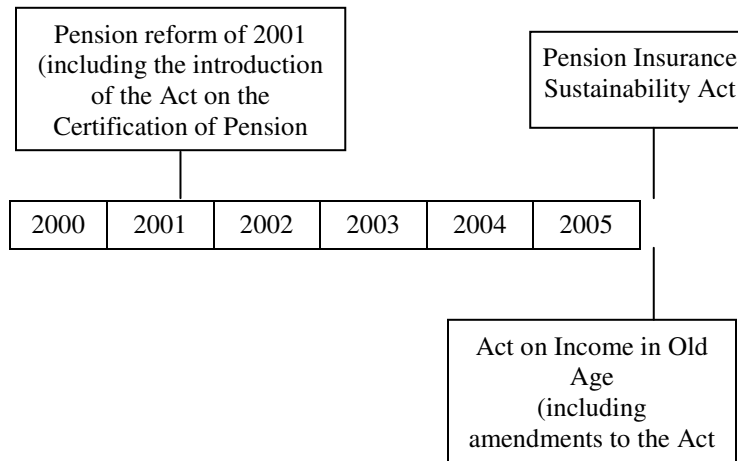 Pension reform of 2001
(including the introduction
of the Act on the
Certification of Pension
Pension Insurance
Sustainability Act
2000 2001 2002 2003 2004 2005
Act on Income in Old
Age
(including
amendments to the Act